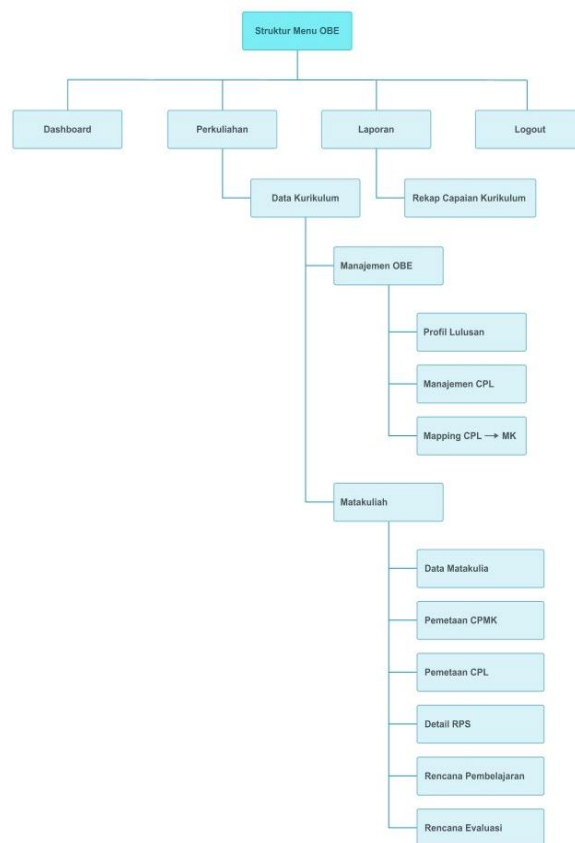 Struktur Menu OBE
Dashboard
Perkuliahan
Laporan
Logout
Data Kurikulum
Rekap Capaian Kurikulum
Manajemen OBE
Profil Lulusan
Manajemen CPL
Mapping CPL → MK
Matakuliah
Data Matakulia
Pemetaan CPMK
Pemetaan CPL
Detail RPS
Rencana Pembelajaran
Rencana Evaluasi